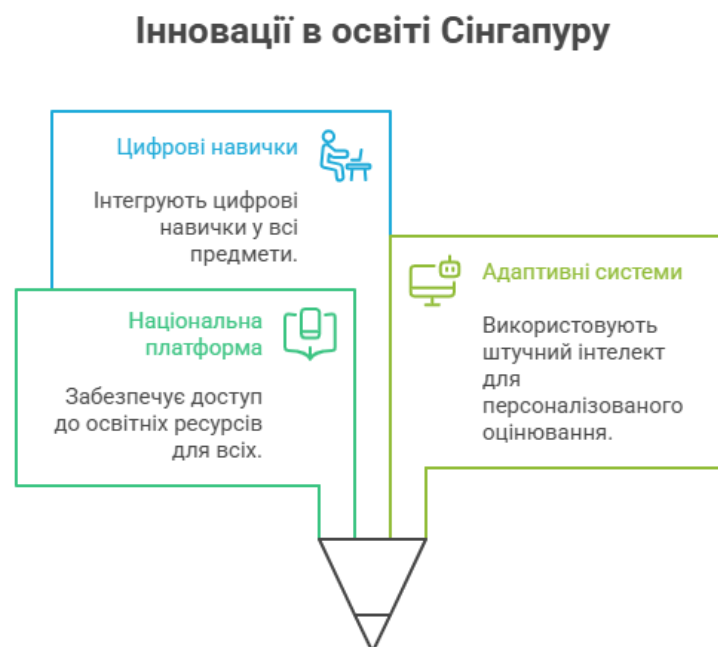 Інновації в освіті Сінгапуру
Цифрові навички
Інтегрують цифрові
навички у всі
предмети.
Національна
платформа
Забезпечує доступ
до освітніх ресурсів
для всіх.
Адаптивні системи
Використовують
штучний інтелект
для
персоналізованого
оцінювання.